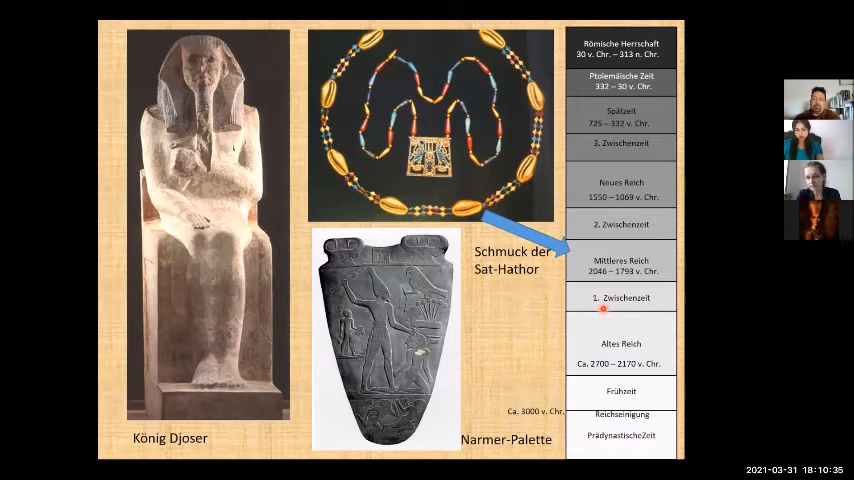 König Djoser
Schmuck der
Sat-Hathor
Ca. 3000 v. Chr.
Narmer-Palette
Römische Herrschaft
30 v. Chr. – 313 n. Chr.
Ptolemäische Zeit
332 – 30 v. Chr.
Spätzeit
725 – 332 v. Chr.
3. Zwischenzeit
Neues Reich
1550 – 1069 v. Chr.
2. Zwischenzeit
Mittleres Reich
2046 – 1793 v. Chr.
1. Zwischenzeit
Altes Reich
Ca. 2700 – 2170 v. Chr.
Frühzeit
Reichseinigung
PrädynastischeZeit
2021-03-31 18:10:35